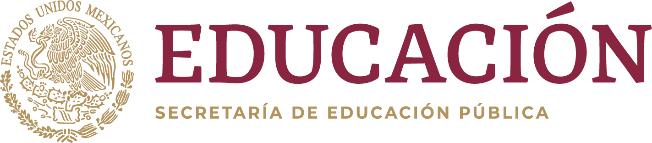 ESTADOS UNIDOS MEXICANOS
EDUCACIÓN
SECRETARÍA DE EDUCACIÓN PÚBLICA